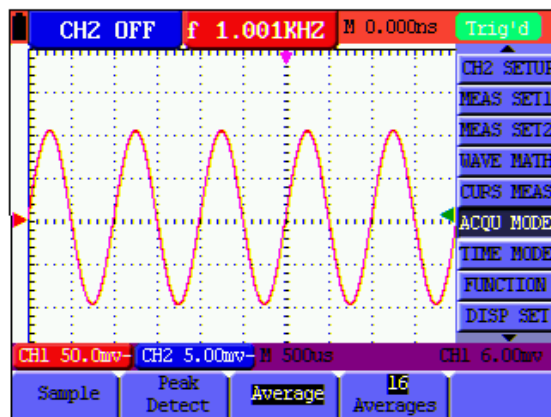 CH2 OFF
f 1.001KHZ
M 0.000ns
Trig'd
CH2 SETUP
MEAS SET1
MEAS SET2
WAVE MATH
CURS MEAS
ACQU MODE
TIME MODE
FUNCTION
DISP SET
CH1 50.0mv-
CH2 5.00mv-
M 500us
CH1 6.00mv
Sample
Peak
Detect
Average
16
Averages